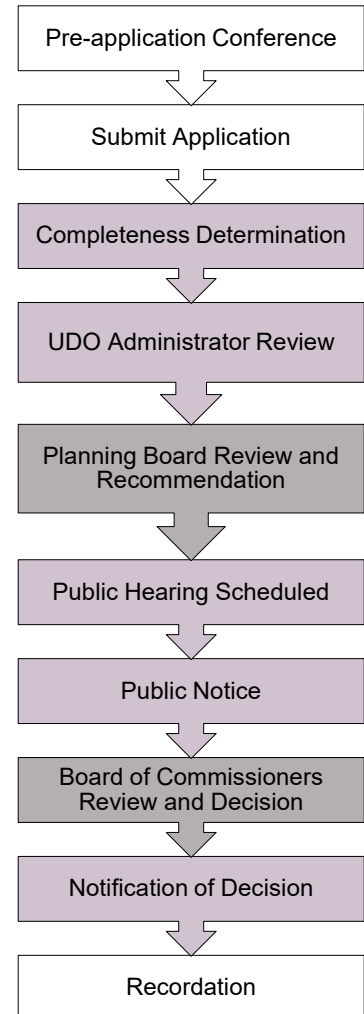 Pre-application Conference
Submit Application
Completeness Determination
UDO Administrator Review
Planning Board Review and
Recommendation
Public Hearing Scheduled
Public Notice
Board of Commissioners
Review and Decision
Notification of Decision
Recordation